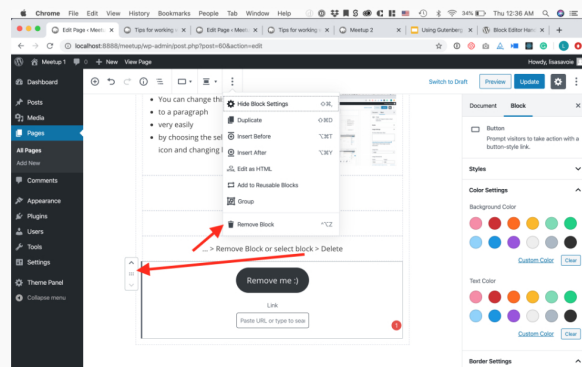 Chrome File Edit View History Bookmarks People Tab Window Help 34% Thu 12:36 AM
Edit Page ‹ Meetup × Tips for working × Edit Page ‹ Meet × Tips for working × Meetup 2 × Using Gutenberg × Block Editor Han × +
localhost:8888/meetup/wp-admin/post.php?post=60&action=edit
Meetup 1 0 + New View Page Howdy, lisasavoie
Dashboard
Posts
Media
Pages
All Pages
Add New
Comments
Appearance
Plugins
Users
Tools
Settings
Theme Panel
Collapse menu
Switch to Draft Preview Update
• You can change thi
• to a paragraph
• very easily
• by choosing the sel
icon and changing
Hide Block Settings
Duplicate ⇧⌘D
Insert Before ⌥⌘T
Insert After ⌥⌘Y
Edit as HTML
Add to Reusable Blocks
Group
Remove Block ^⌥Z
... > Remove Block or select block > Delete
Remove me :)
Link
Paste URL or type to sear
1
Document Block ×
Button
Prompt visitors to take action with a
button-style link.
Styles
Color Settings
Background Color
Custom Color Clear
Text Color
Custom Color Clear
Border Settings